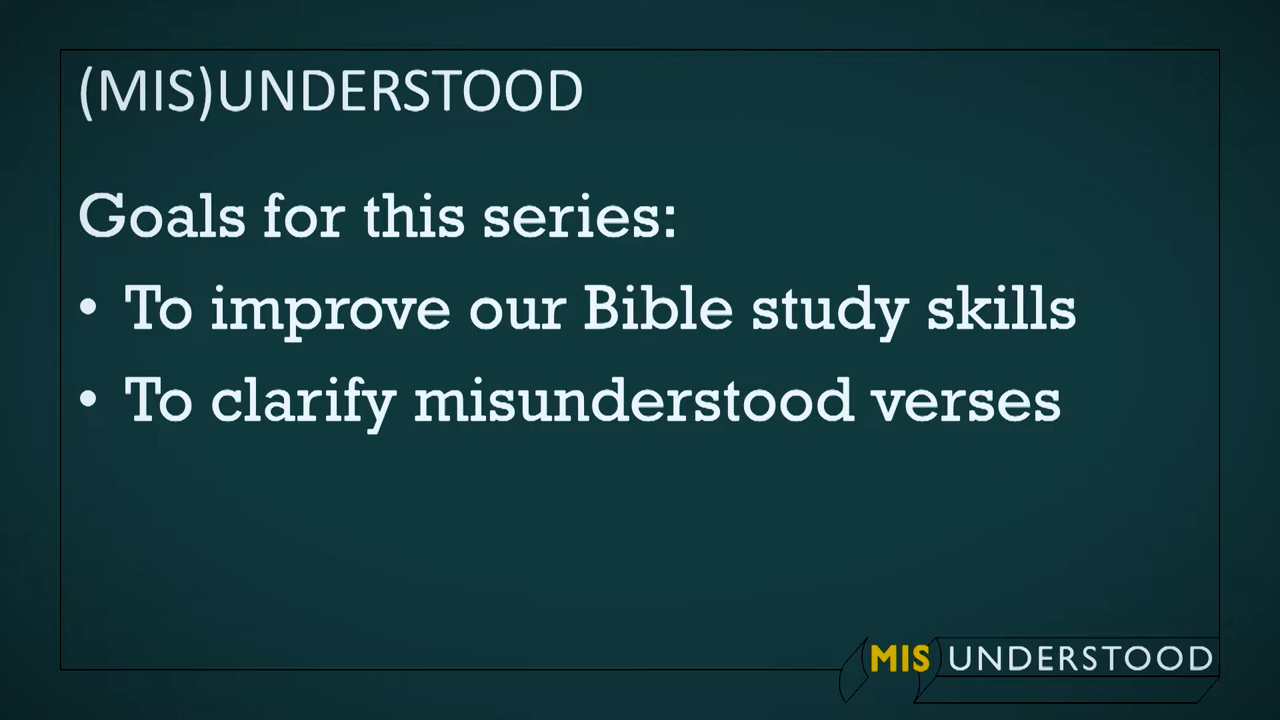 (MIS)UNDERSTOOD
Goals for this series:
• To improve our Bible study skills
• To clarify misunderstood verses
(MIS)UNDERSTOOD